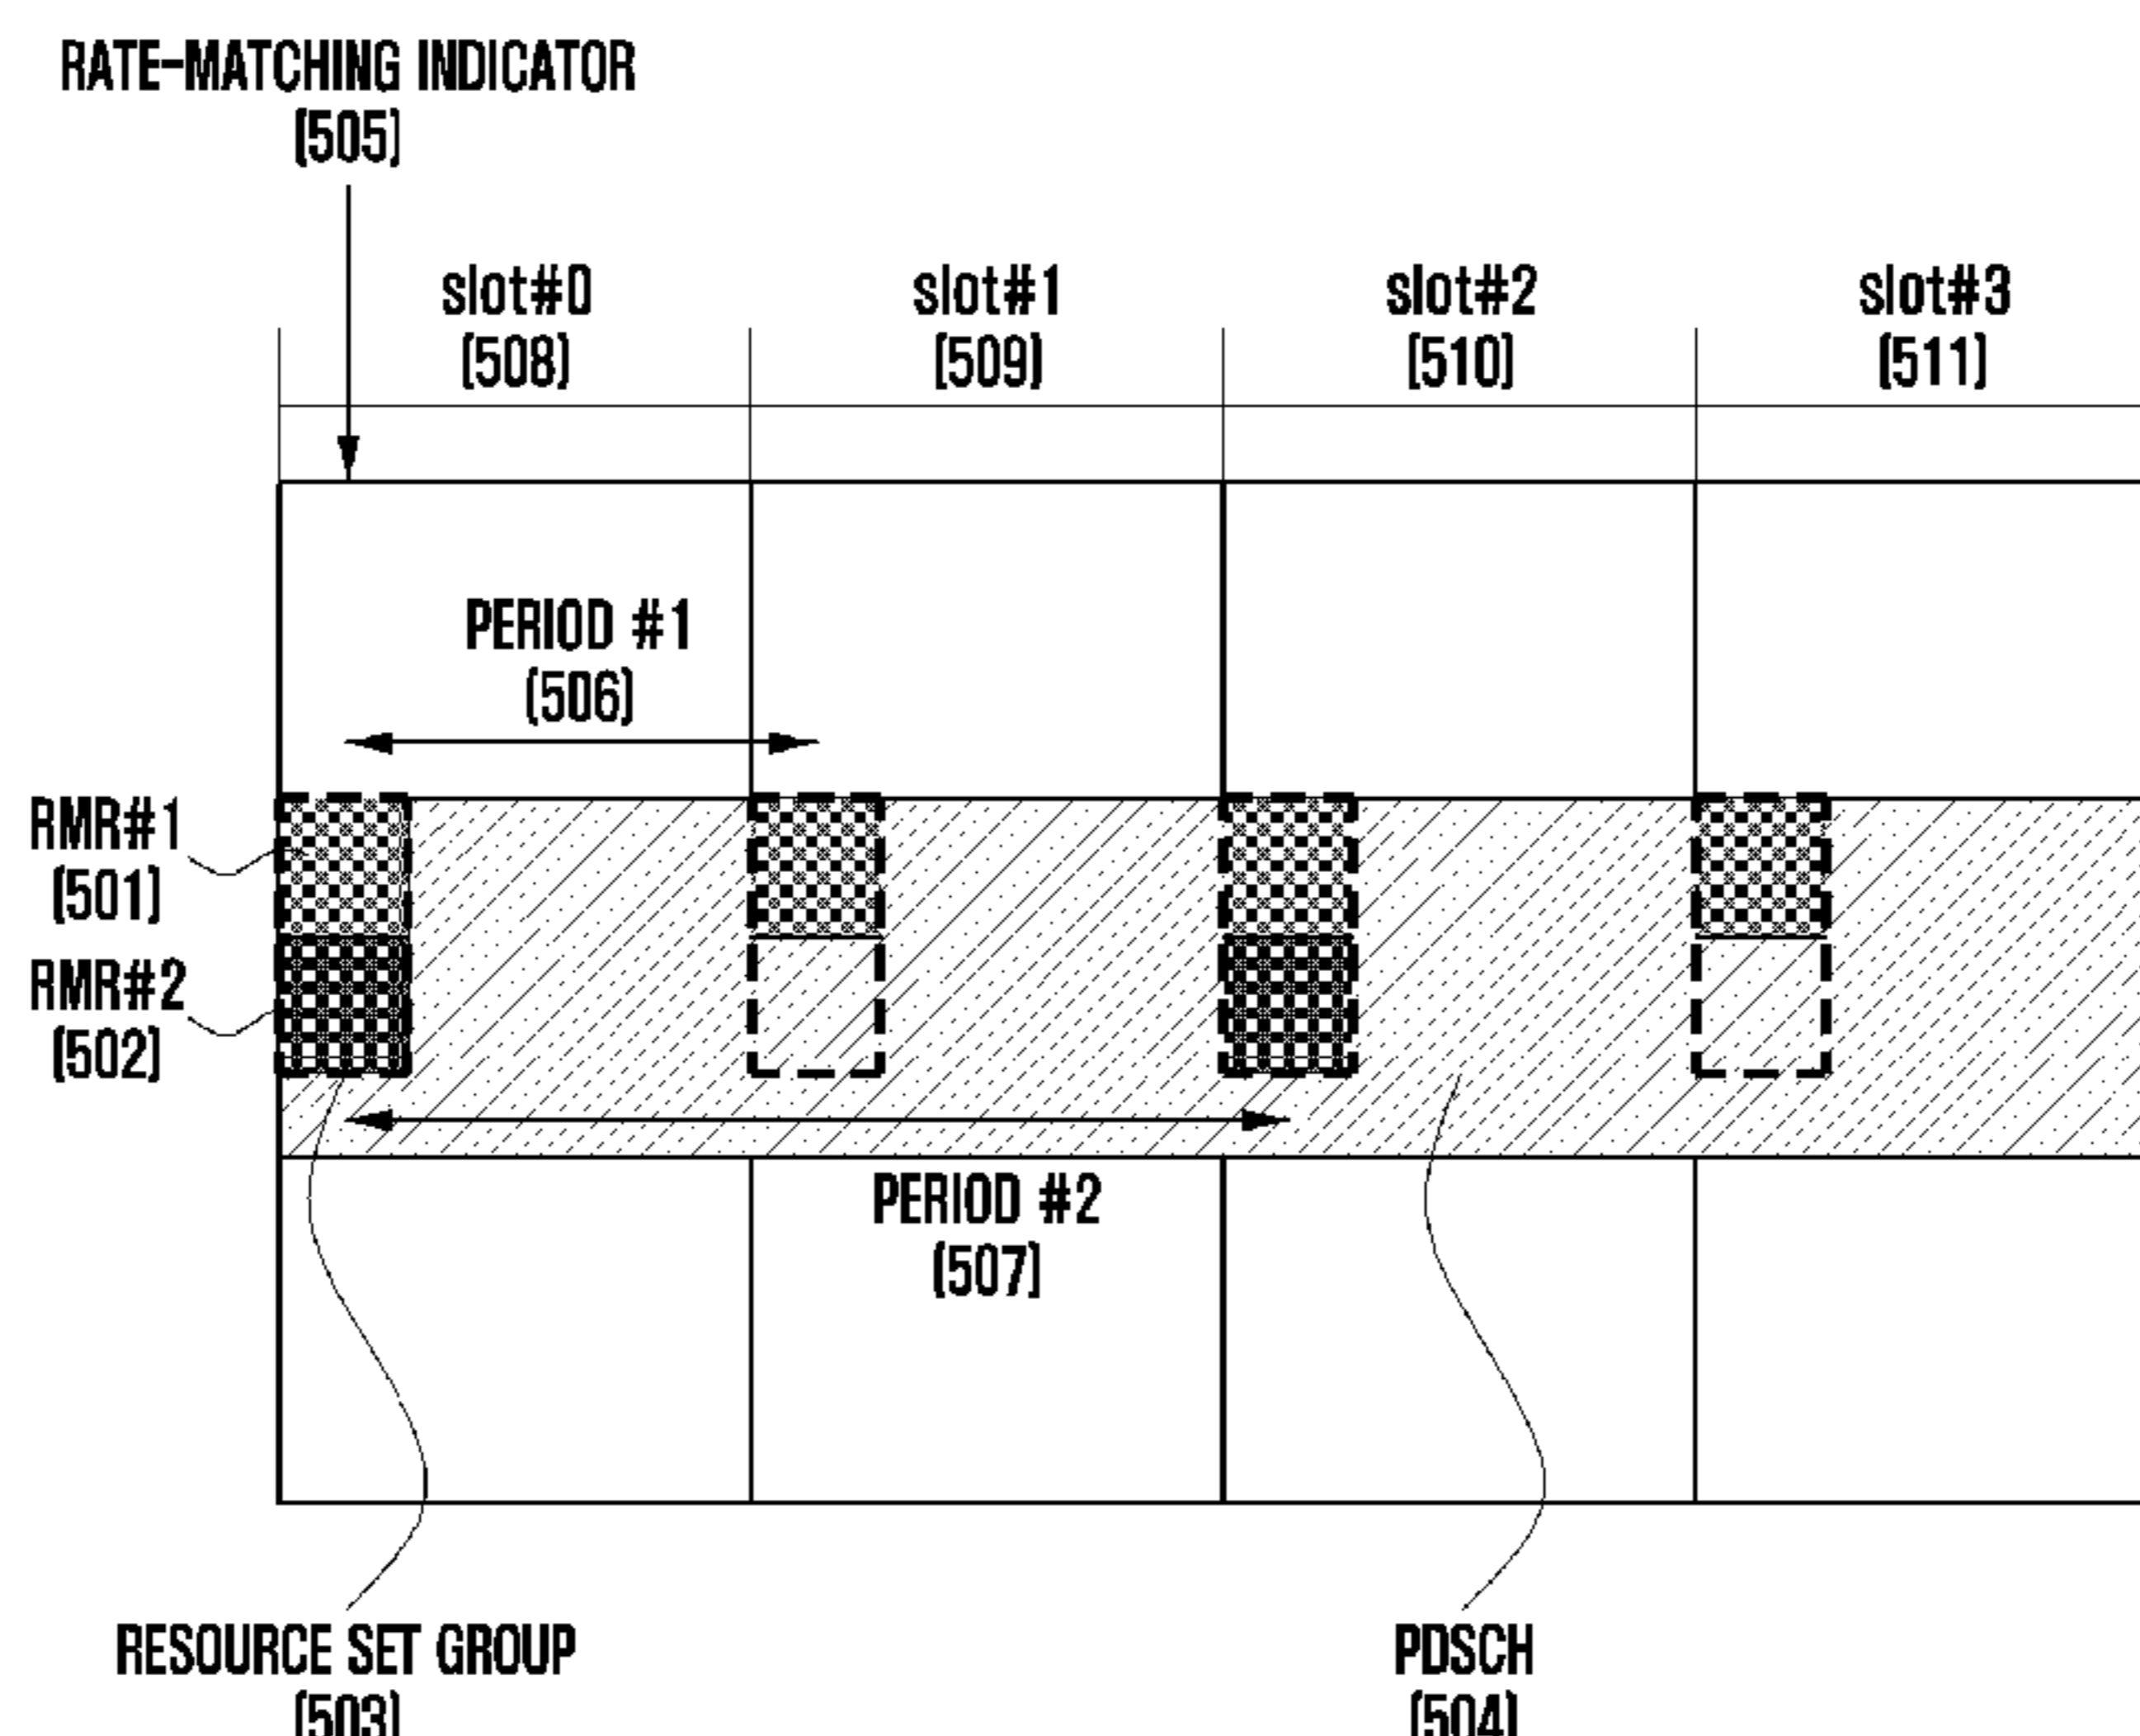 RATE-MATCHING INDICATOR
(505)
slot#0
(508)
slot#1
(509)
slot#2
(510)
slot#3
(511)
PERIOD #1
(506)
RMR#1
(501)
RMR#2
(502)
PERIOD #2
(507)
RESOURCE SET GROUP
(503)
PDSCH
(504)